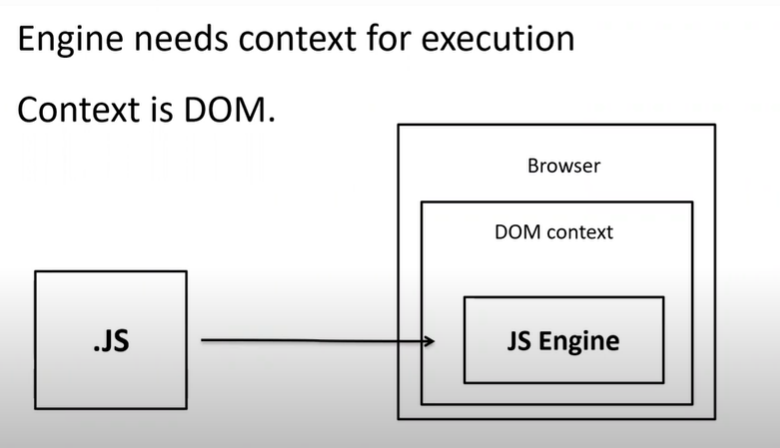 Engine needs context for execution
Context is DOM.
Browser
DOM context
.JS
JS Engine